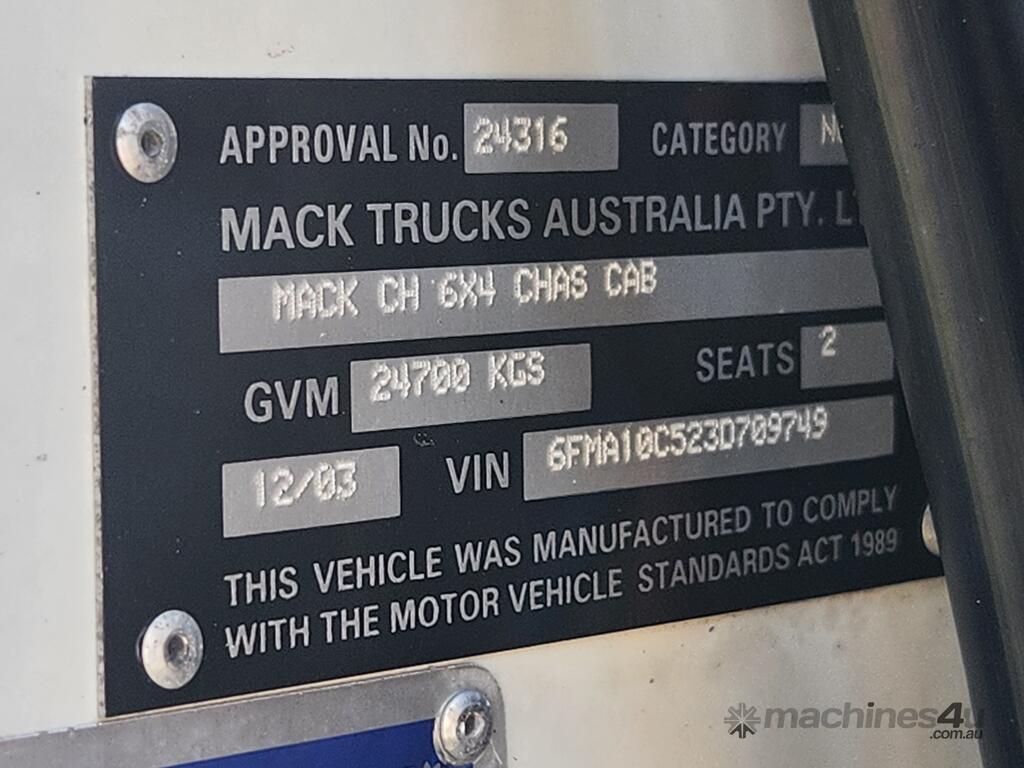 APPROVAL No. 24316 CATEGORY
MACK TRUCKS AUSTRALIA PTY.
MACK CH 6X4 CHAS CAB
GVM 24700 KGS SEATS 2
12/03 VIN 6FMA10C523D709749
THIS VEHICLE WAS MANUFACTURED TO COMPLY
WITH THE MOTOR VEHICLE STANDARDS ACT 1989
machines4u
.com.au